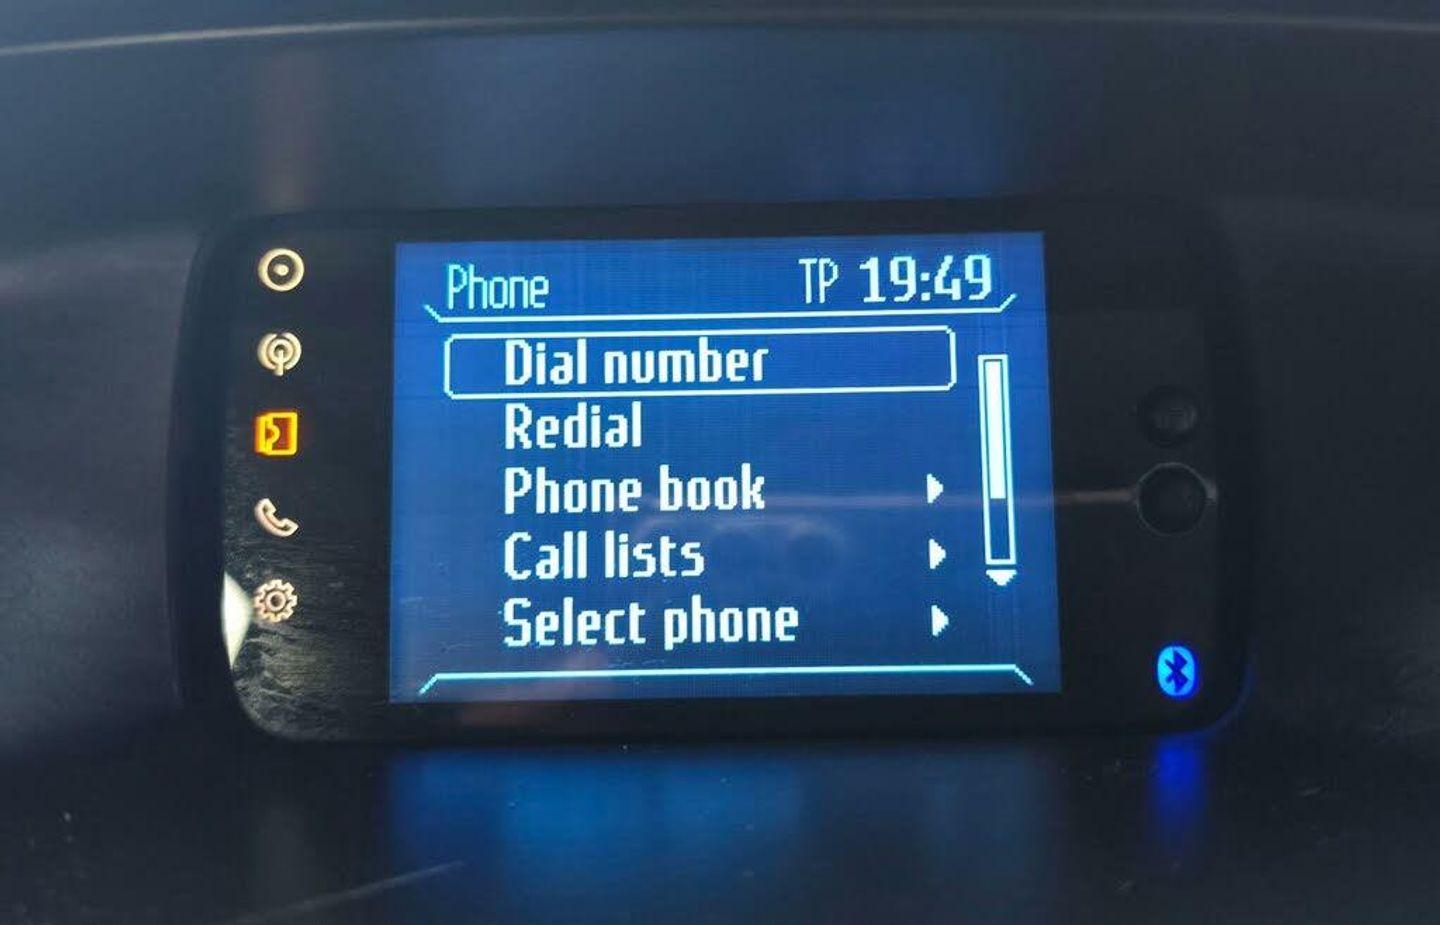 Phone TP 19:49
Dial number
Redial
Phone book
Call lists
Select phone